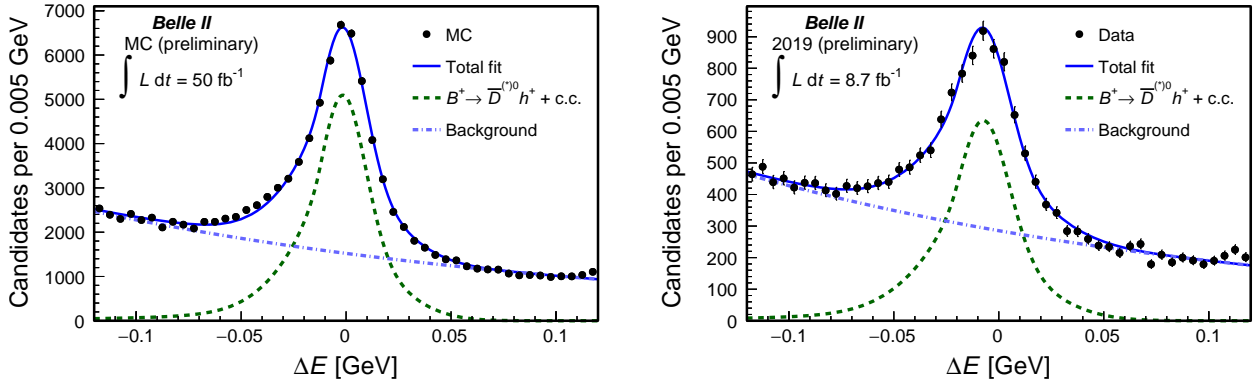 Belle II
MC (preliminary)
∫ L dt = 50 fb⁻¹
MC
Total fit
B⁺→ D̅⁽*⁾⁰ h⁺ + c.c.
Background
Candidates per 0.005 GeV
7000
6000
5000
4000
3000
2000
1000
0
−0.1 −0.05 0 0.05 0.1
ΔE [GeV]
Belle II
2019 (preliminary)
∫ L dt = 8.7 fb⁻¹
Data
Total fit
B⁺→ D̅⁽*⁾⁰ h⁺ + c.c.
Background
Candidates per 0.005 GeV
900
800
700
600
500
400
300
200
100
0
−0.1 −0.05 0 0.05 0.1
ΔE [GeV]